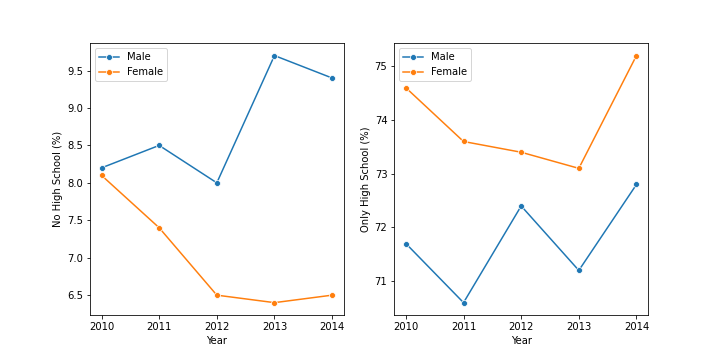 Male
Female
9.5
9.0
8.5
8.0
7.5
7.0
6.5
No High School (%)
2010 2011 2012 2013 2014
Year
Male
Female
75
74
73
72
71
Only High School (%)
2010 2011 2012 2013 2014
Year